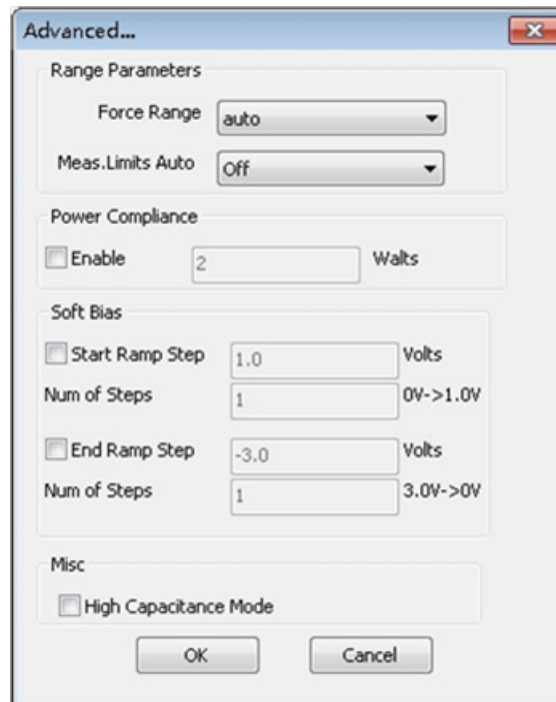 Advanced...
Range Parameters
Force Range auto
Meas.Limits Auto Off
Power Compliance
Enable 2 Walts
Soft Bias
Start Ramp Step 1.0 Volts
Num of Steps 1 0V->1.0V
End Ramp Step -3.0 Volts
Num of Steps 1 3.0V->0V
Misc
High Capacitance Mode
OK Cancel